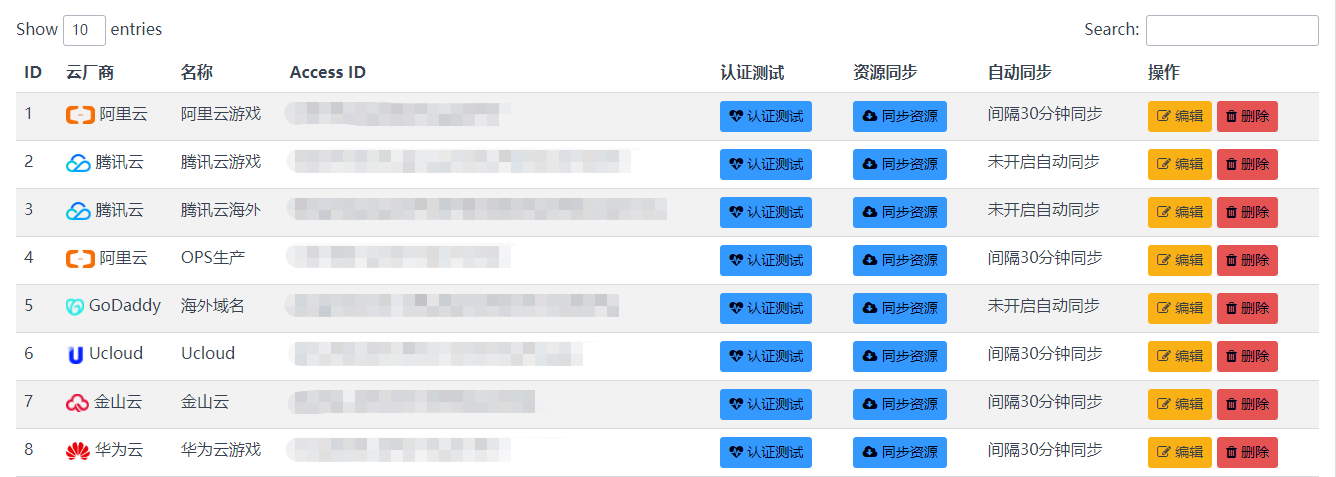 Show 10 entries Search:
ID 云厂商 名称 Access ID 认证测试 资源同步 自动同步 操作
1 阿里云 阿里云游戏 认证测试 同步资源 间隔30分钟同步 编辑 删除
2 腾讯云 腾讯云游戏 认证测试 同步资源 未开启自动同步 编辑 删除
3 腾讯云 腾讯云海外 认证测试 同步资源 未开启自动同步 编辑 删除
4 阿里云 OPS生产 认证测试 同步资源 间隔30分钟同步 编辑 删除
5 GoDaddy 海外域名 认证测试 同步资源 未开启自动同步 编辑 删除
6 Ucloud Ucloud 认证测试 同步资源 间隔30分钟同步 编辑 删除
7 金山云 金山云 认证测试 同步资源 间隔30分钟同步 编辑 删除
8 华为云 华为云游戏 认证测试 同步资源 间隔30分钟同步 编辑 删除